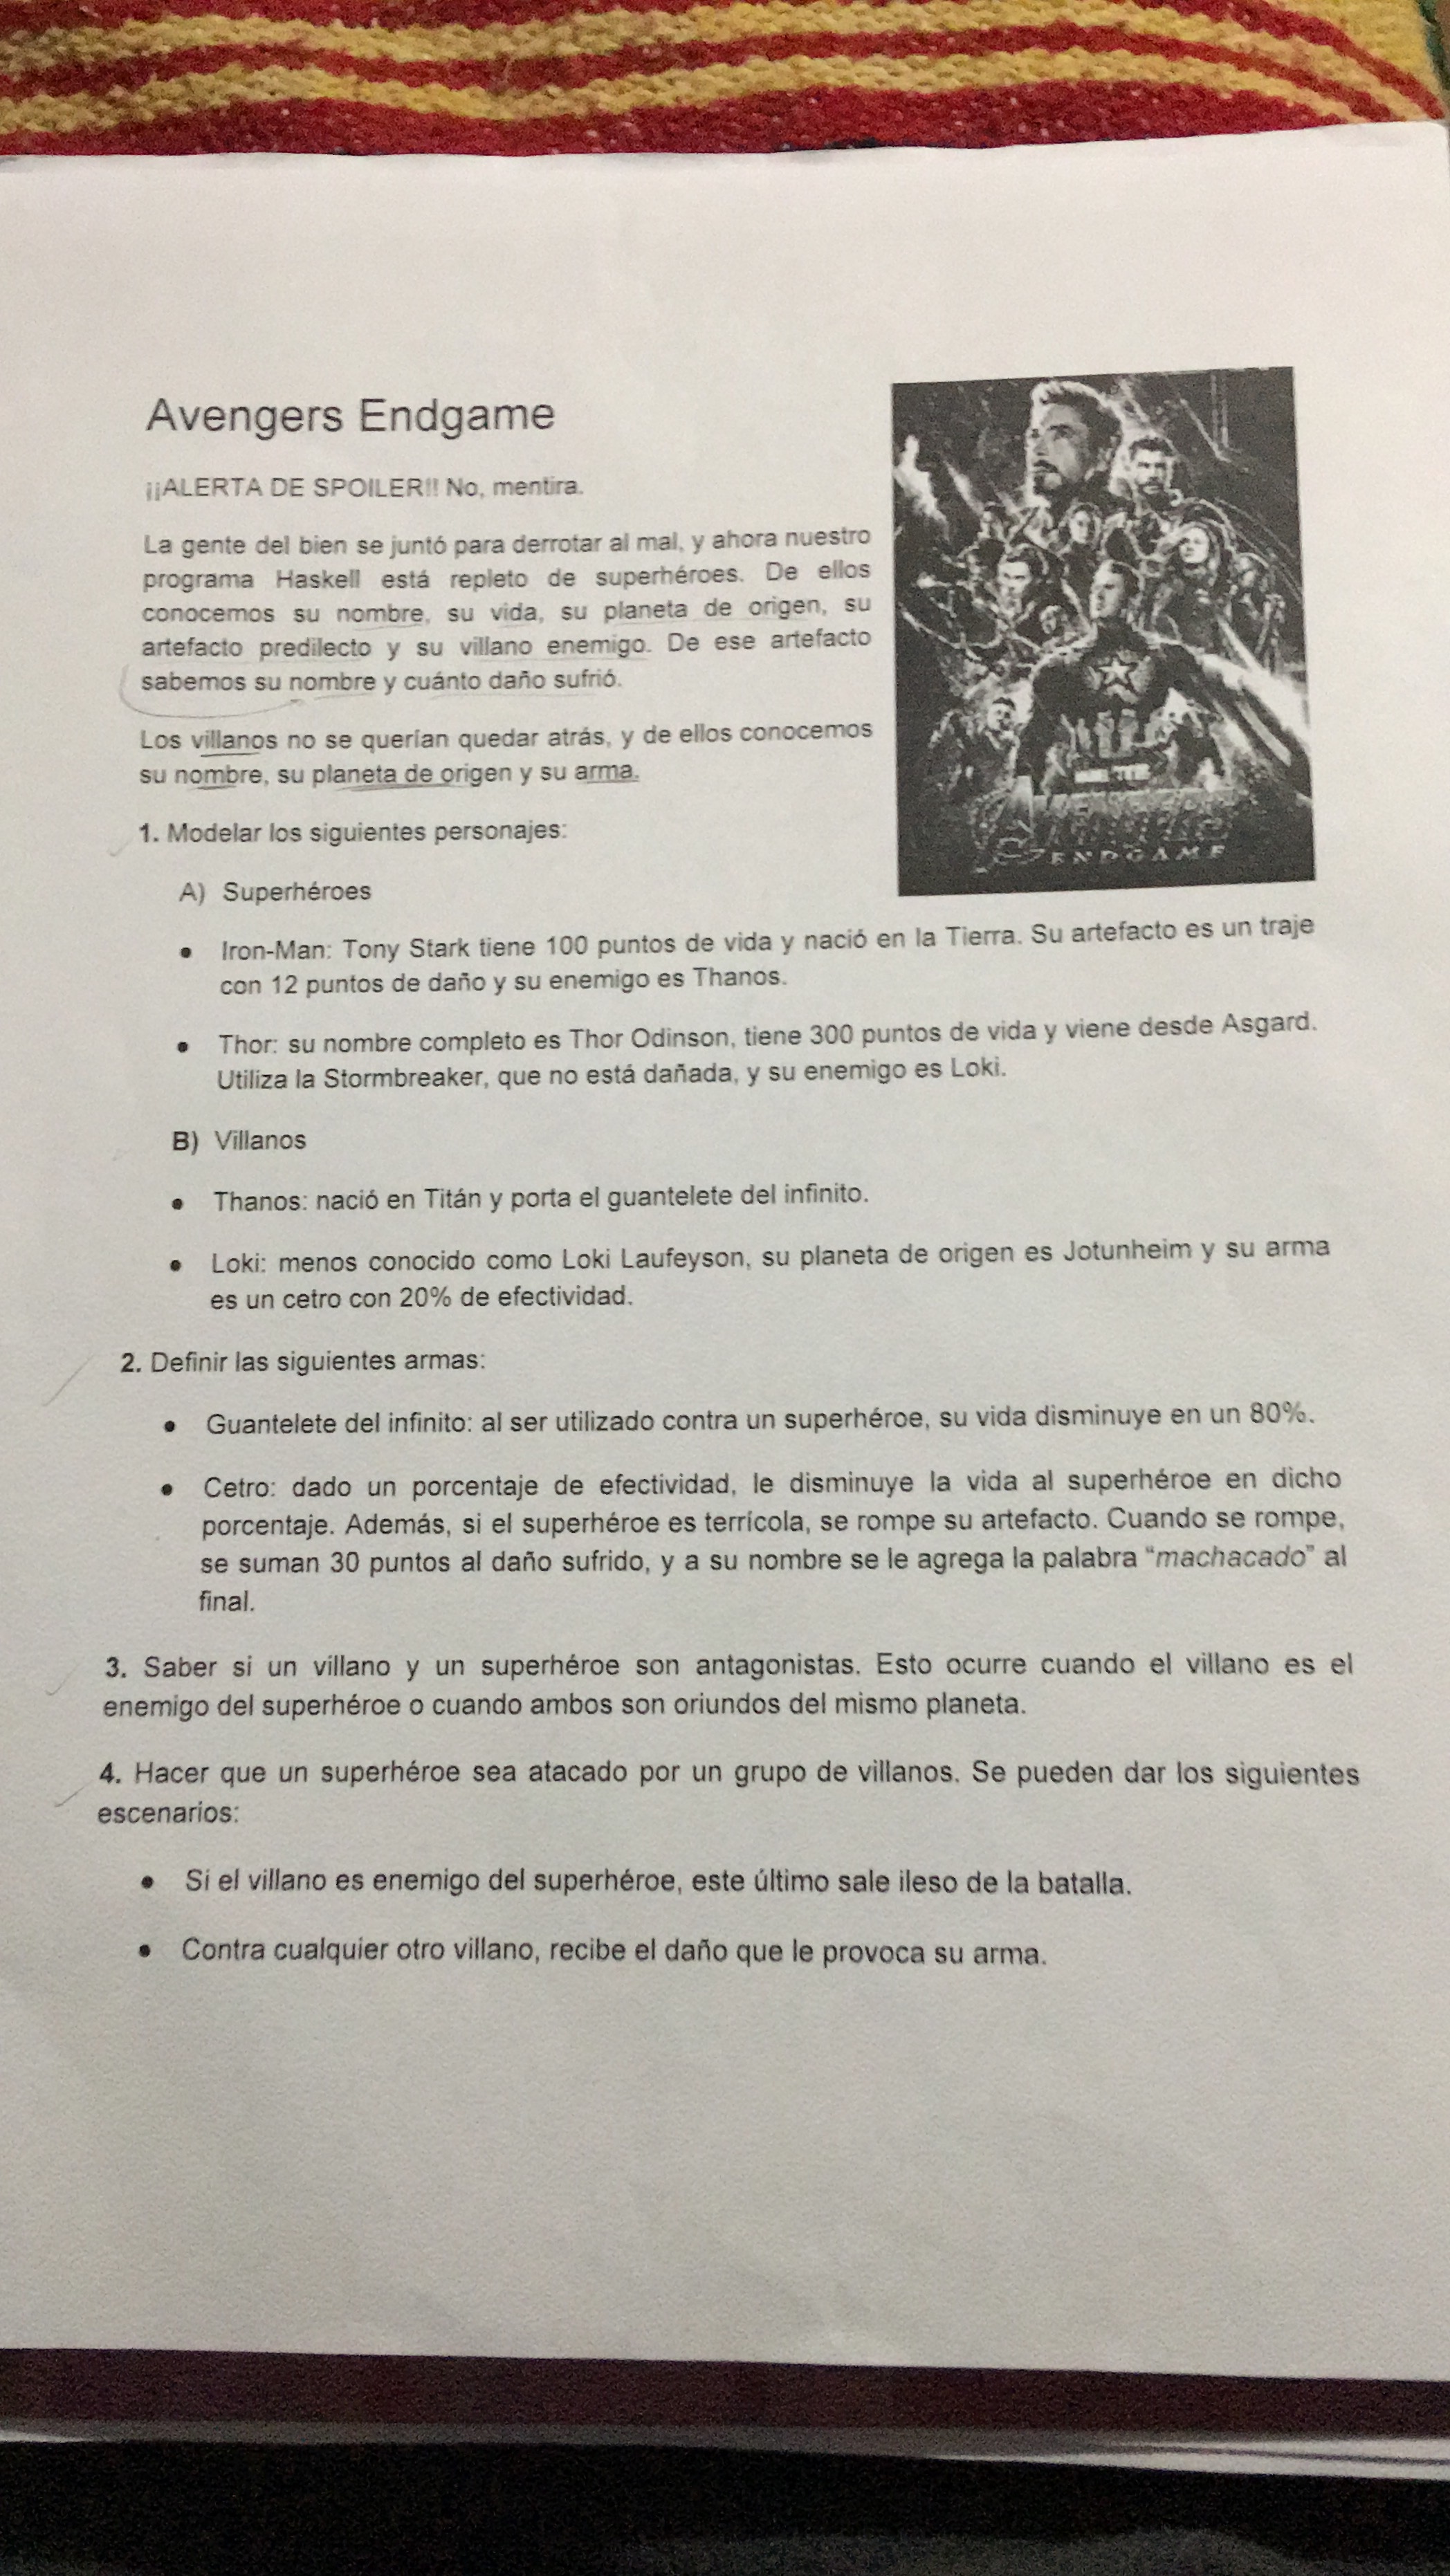 Avengers Endgame
¡¡ALERTA DE SPOILER!! No, mentira.
La gente del bien se juntó para derrotar al mal, y ahora nuestro
programa Haskell está repleto de superhéroes. De ellos
conocemos su nombre, su vida, su planeta de origen, su
artefacto predilecto y su villano enemigo. De ese artefacto
sabemos su nombre y cuánto daño sufrió.
Los villanos no se querían quedar atrás, y de ellos conocemos
su nombre, su planeta de origen y su arma.
ENDGAME
1. Modelar los siguientes personajes:
A) Superhéroes
• Iron-Man: Tony Stark tiene 100 puntos de vida y nació en la Tierra. Su artefacto es un traje
con 12 puntos de daño y su enemigo es Thanos.
• Thor: su nombre completo es Thor Odinson, tiene 300 puntos de vida y viene desde Asgard.
Utiliza la Stormbreaker, que no está dañada, y su enemigo es Loki.
B) Villanos
• Thanos: nació en Titán y porta el guantelete del infinito.
• Loki: menos conocido como Loki Laufeyson, su planeta de origen es Jotunheim y su arma
es un cetro con 20% de efectividad.
2. Definir las siguientes armas:
• Guantelete del infinito: al ser utilizado contra un superhéroe, su vida disminuye en un 80%.
• Cetro: dado un porcentaje de efectividad, le disminuye la vida al superhéroe en dicho
porcentaje. Además, si el superhéroe es terrícola, se rompe su artefacto. Cuando se rompe,
se suman 30 puntos al daño sufrido, y a su nombre se le agrega la palabra “machacado” al
final.
3. Saber si un villano y un superhéroe son antagonistas. Esto ocurre cuando el villano es el
enemigo del superhéroe o cuando ambos son oriundos del mismo planeta.
4. Hacer que un superhéroe sea atacado por un grupo de villanos. Se pueden dar los siguientes
escenarios:
• Si el villano es enemigo del superhéroe, este último sale ileso de la batalla.
• Contra cualquier otro villano, recibe el daño que le provoca su arma.